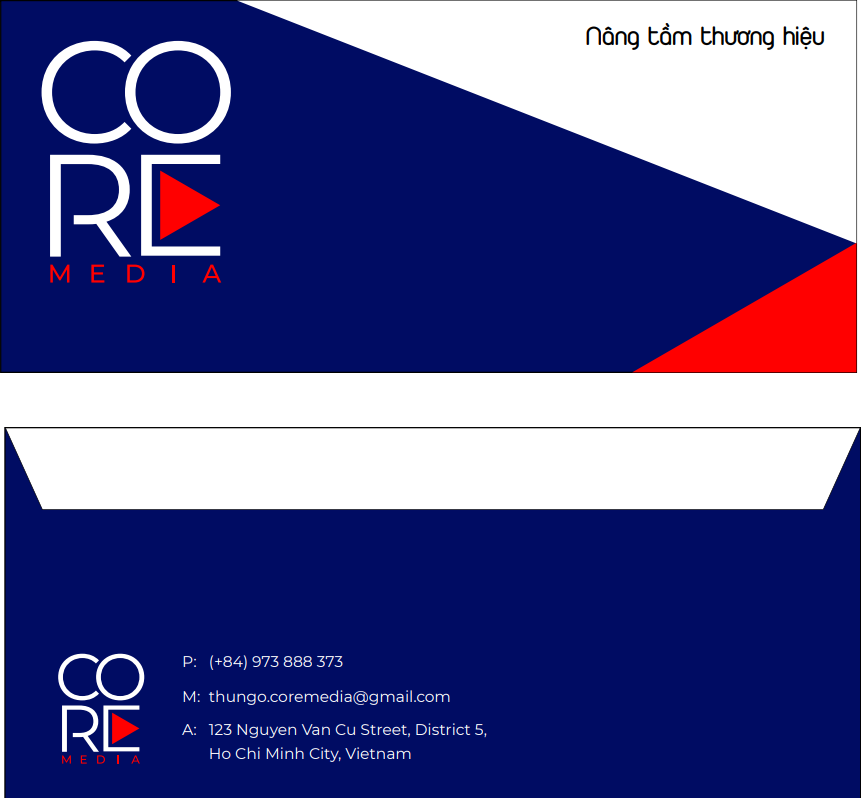 Nâng tầm thương hiệu
CO
RE
MEDIA
CO
RE
MEDIA
P: (+84) 973 888 373
M: thungo.coremedia@gmail.com
A: 123 Nguyen Van Cu Street, District 5,
Ho Chi Minh City, Vietnam